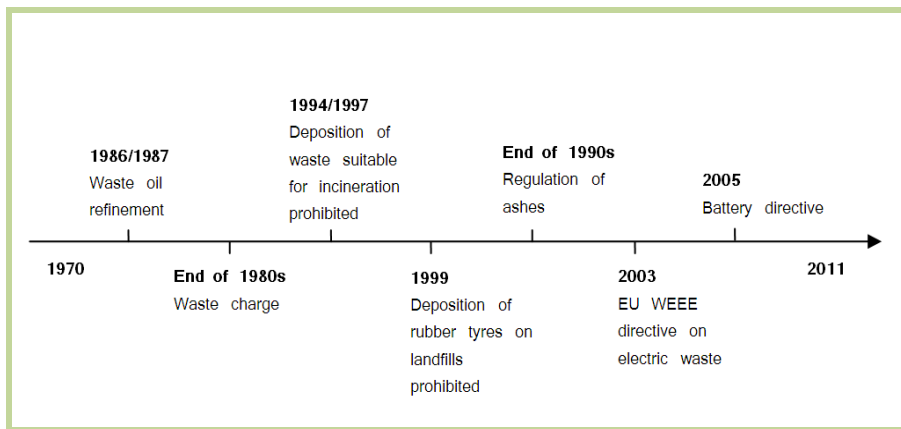 1986/1987
Waste oil
refinement
1994/1997
Deposition of
waste suitable
for incineration
prohibited
End of 1990s
Regulation of
ashes
2005
Battery directive
1970
2011
End of 1980s
Waste charge
1999
Deposition of
rubber tyres on
landfills
prohibited
2003
EU WEEE
directive on
electric waste